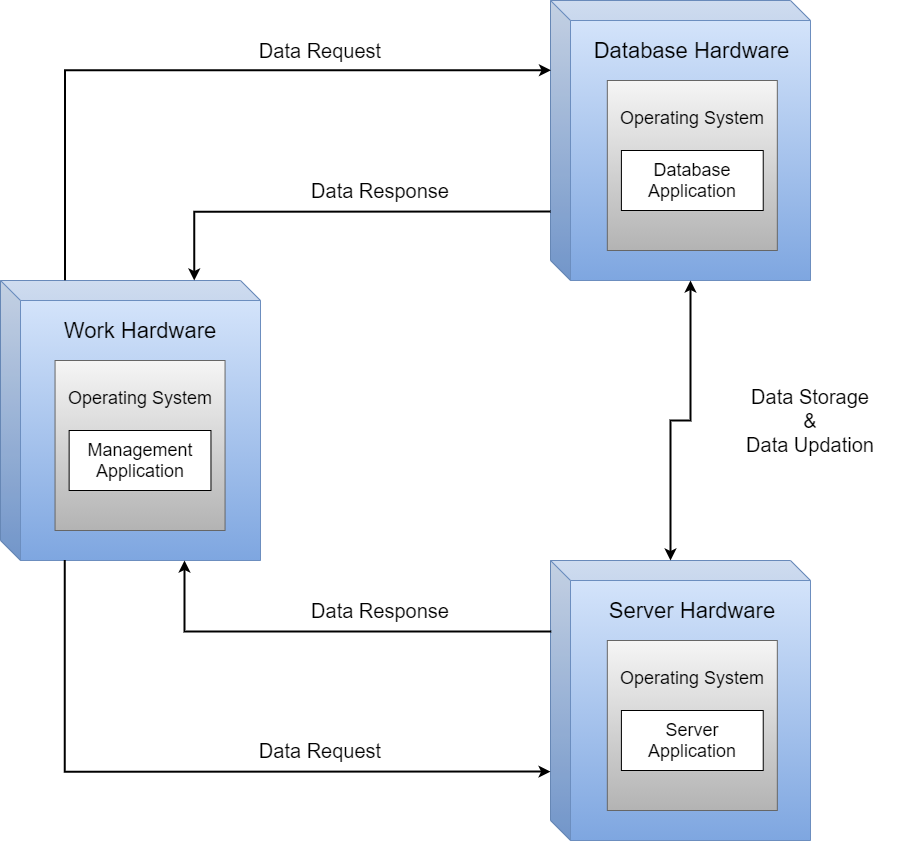 Data Request
Database Hardware
Operating System
Database
Application
Data Response
Work Hardware
Operating System
Management
Application
Data Storage
&
Data Updation
Data Response
Server Hardware
Operating System
Server
Application
Data Request